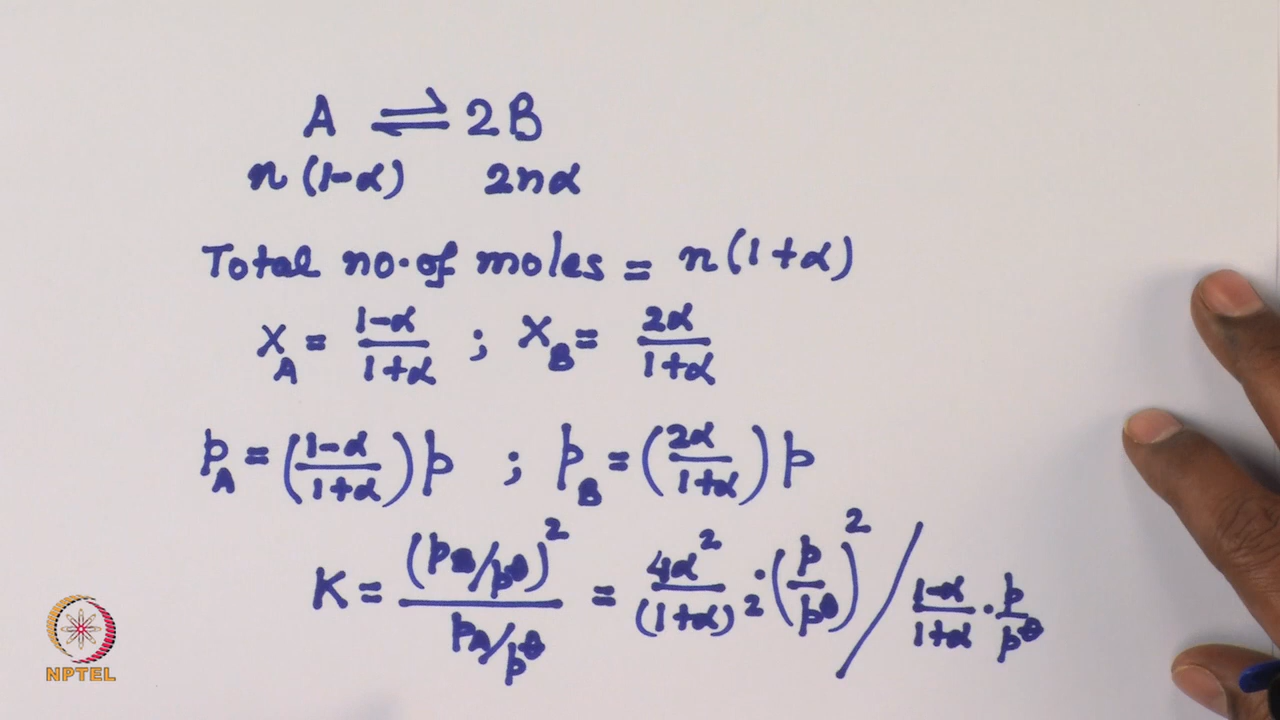 A ⇌ 2B
n(1-α) 2nα
Total no. of moles = n(1+α)
x_A = (1-α)/(1+α) ; x_B = 2α/(1+α)
p_A = ((1-α)/(1+α)) p ; p_B = (2α/(1+α)) p
K = (p_B/p^θ)^2 / (p_A/p^θ) = 4α^2/(1+α)^2 · (p/p^θ)^2 / (1-α)/(1+α) · p/p^θ
NPTEL